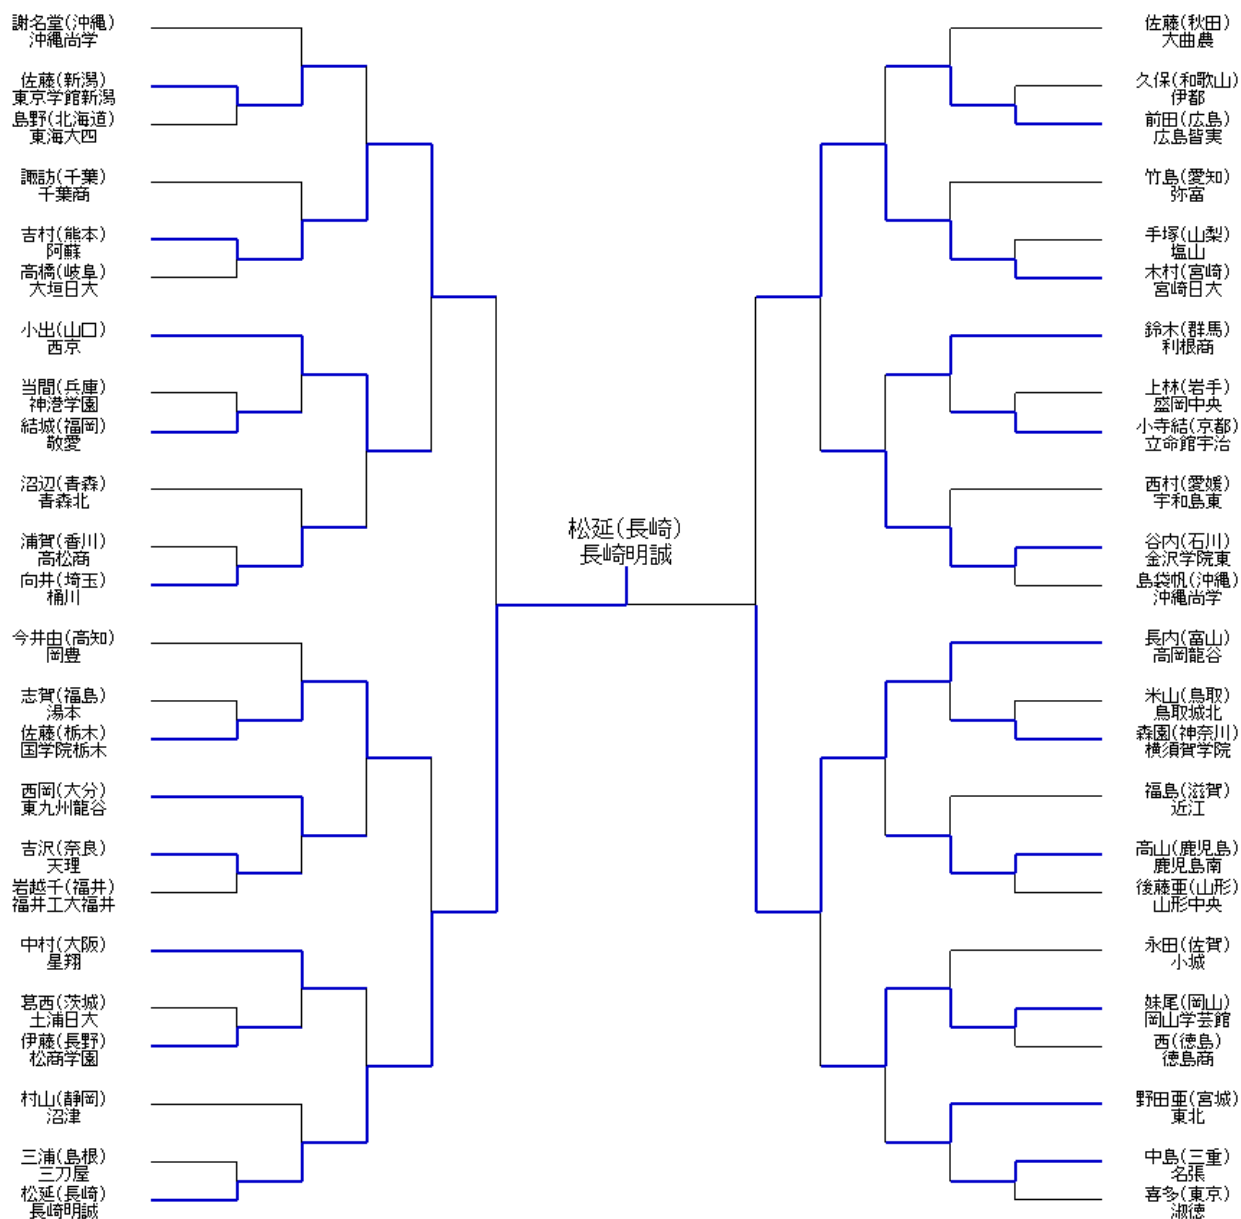 謝名堂(沖縄)
沖縄尚学
佐藤(新潟)
東京学館新潟
島野(北海道)
東海大四
諏訪(千葉)
千葉商
吉村(熊本)
阿蘇
高橋(岐阜)
大垣日大
小出(山口)
西京
当間(兵庫)
神港学園
結城(福岡)
敬愛
沼辺(青森)
青森北
浦賀(香川)
高松商
向井(埼玉)
桶川
今井由(高知)
岡豊
志賀(福島)
湯本
佐藤(栃木)
国学院栃木
西岡(大分)
東九州龍谷
吉沢(奈良)
天理
岩越千(福井)
福井工大福井
中村(大阪)
星翔
葛西(茨城)
土浦日大
伊藤(長野)
松商学園
村山(静岡)
沼津
三浦(島根)
三刀屋
松延(長崎)
長崎明誠
松延(長崎)
長崎明誠
佐藤(秋田)
大曲農
久保(和歌山)
伊都
前田(広島)
広島皆実
竹島(愛知)
弥富
手塚(山梨)
塩山
木村(宮崎)
宮崎日大
鈴木(群馬)
利根商
上林(岩手)
盛岡中央
小寺結(京都)
立命館宇治
西村(愛媛)
宇和島東
谷内(石川)
金沢学院東
島袋帆(沖縄)
沖縄尚学
長内(富山)
高岡龍谷
米山(鳥取)
鳥取城北
森園(神奈川)
横須賀学院
福島(滋賀)
近江
高山(鹿児島)
鹿児島南
後藤亜(山形)
山形中央
永田(佐賀)
小城
妹尾(岡山)
岡山学芸館
西(徳島)
徳島商
野田亜(宮城)
東北
中島(三重)
名張
喜多(東京)
淑徳